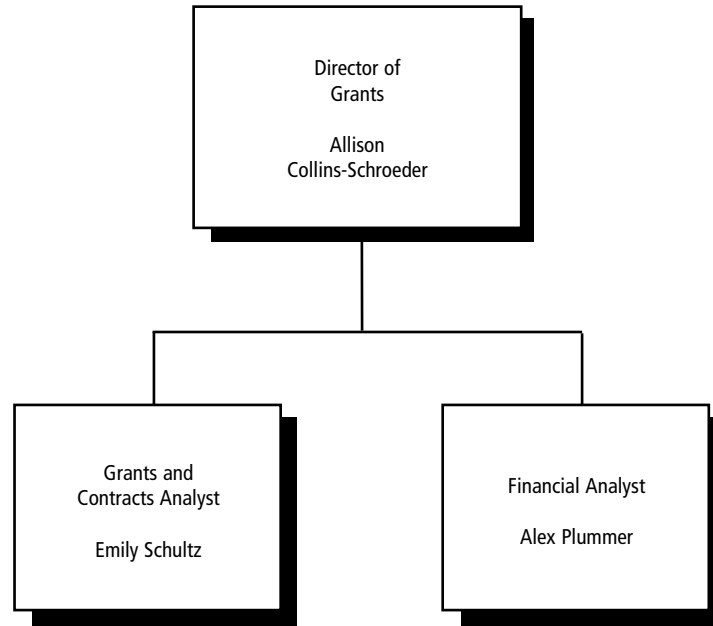 Director of
Grants
Allison
Collins-Schroeder
Grants and
Contracts Analyst
Emily Schultz
Financial Analyst
Alex Plummer